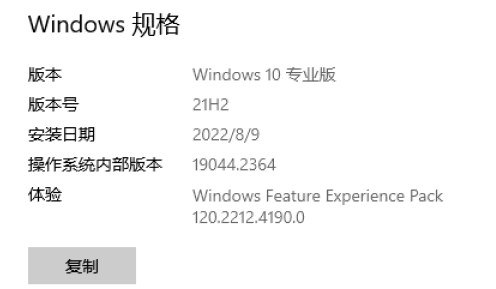 Windows 规格
版本 Windows 10 专业版
版本号 21H2
安装日期 2022/8/9
操作系统内部版本 19044.2364
体验 Windows Feature Experience Pack
120.2212.4190.0
复制